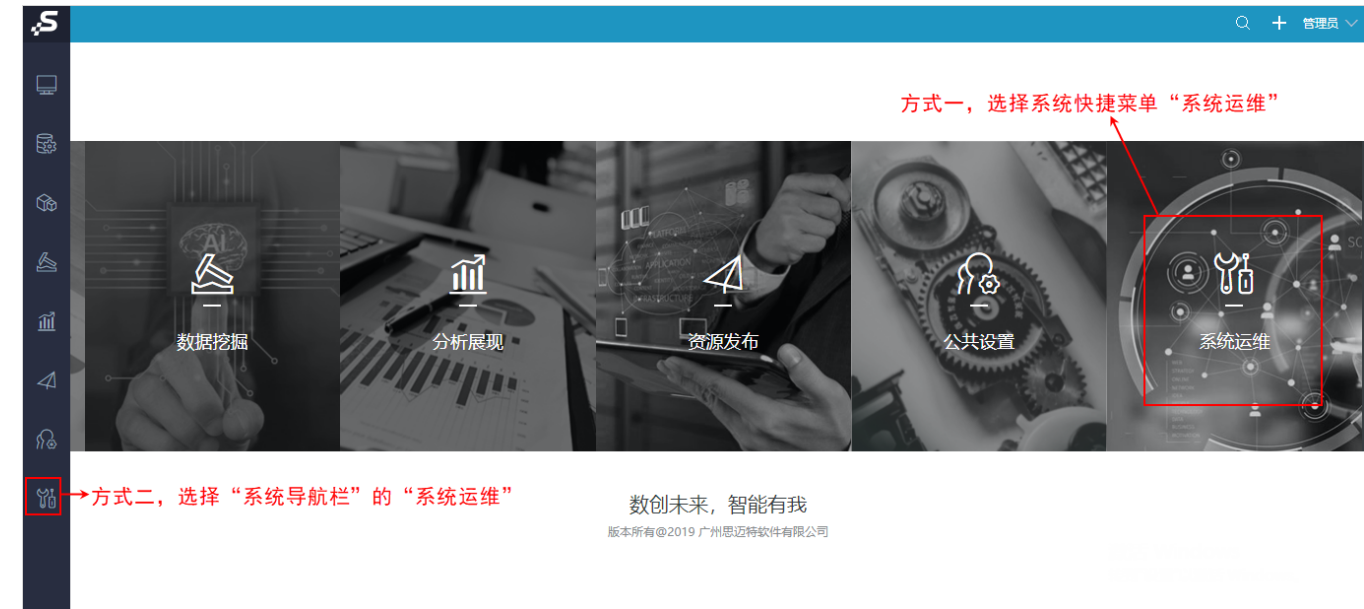 管理员
方式一，选择系统快捷菜单“系统运维”
AI
PLATFORM
APPLICATION
INFRASTRUCTURE
数据挖掘
分析展现
资源发布
公共设置
系统运维
方式二，选择“系统导航栏”的“系统运维”
数创未来，智能有我
版本所有@2019 广州思迈特软件有限公司